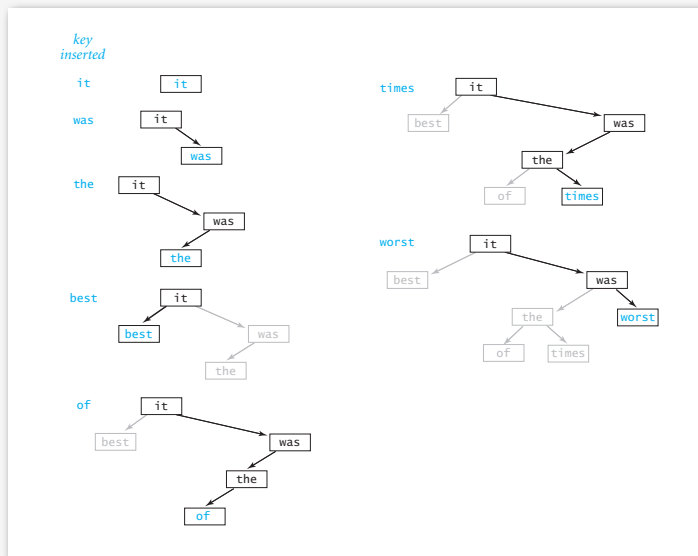 key
inserted
it it
was it
was
the it
was
the
best it
best was
the
of it
best was
the
of
times it
best was
the
of times
worst it
best was
the worst
of times